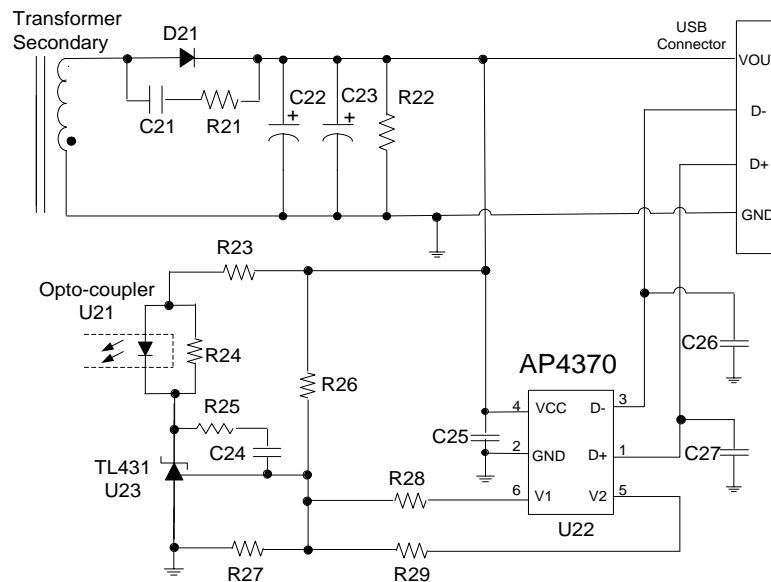 Transformer
Secondary
D21
USB
Connector
VOUT
C21
R21
C22
+
C23
+
R22
D-
D+
GND
R23
Opto-coupler
U21
R24
R26
C26
AP4370
R25
C24
C25
4
VCC
D-
3
2
GND
D+
1
C27
TL431
U23
R28
6
V1
V2
5
U22
R27
R29